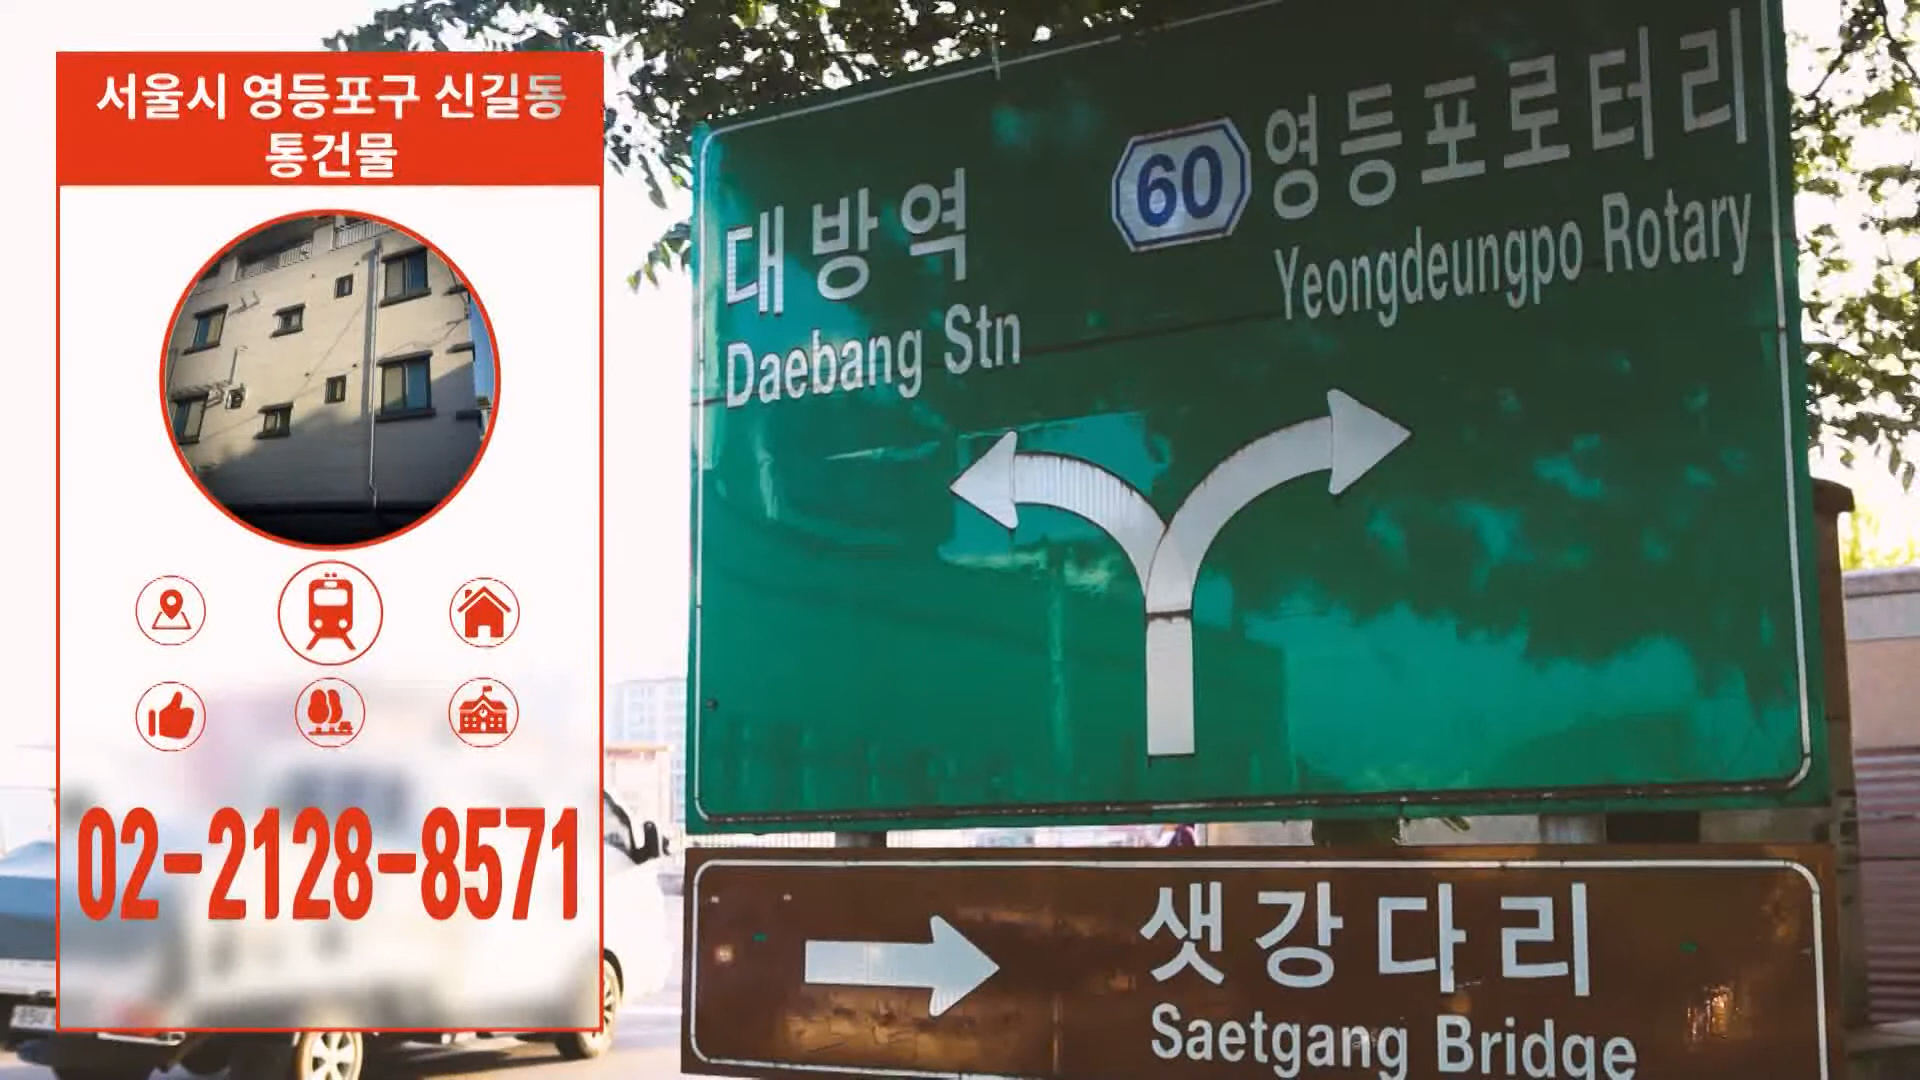 서울시 영등포구 신길동
통건물
02-2128-8571
대방역
Daebang Stn
60 영등포로터리
Yeongdeungpo Rotary
샛강다리
Saetgang Bridge